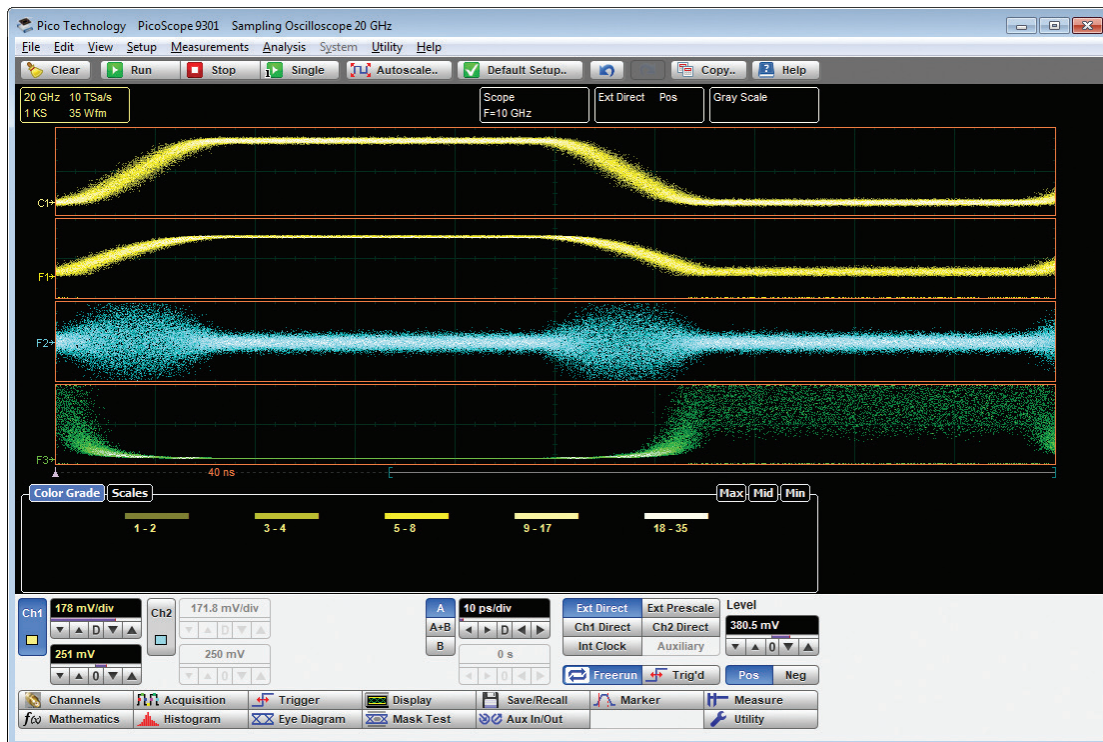 Pico Technology PicoScope 9301 Sampling Oscilloscope 20 GHz
File Edit View Setup Measurements Analysis System Utility Help
Clear Run Stop Single Autoscale.. Default Setup.. Copy.. Help
20 GHz 10 TSa/s
1 KS 35 Wfm
Scope
F=10 GHz
Ext Direct Pos
Gray Scale
C1
F1
F2
F3
40 ns
Color Grade Scales Max Mid Min
1 - 2 3 - 4 5 - 8 9 - 17 18 - 35
Ch1 178 mV/div Ch2 171.8 mV/div A 10 ps/div Ext Direct Ext Prescale Level
D D A+B D Ch1 Direct Ch2 Direct 380.5 mV
251 mV 250 mV B 0 s Int Clock Auxiliary 0
0 0 0 Freerun Trig'd Pos Neg
Channels Acquisition Trigger Display Save/Recall Marker Measure
f(x) Mathematics Histogram Eye Diagram Mask Test Aux In/Out Utility